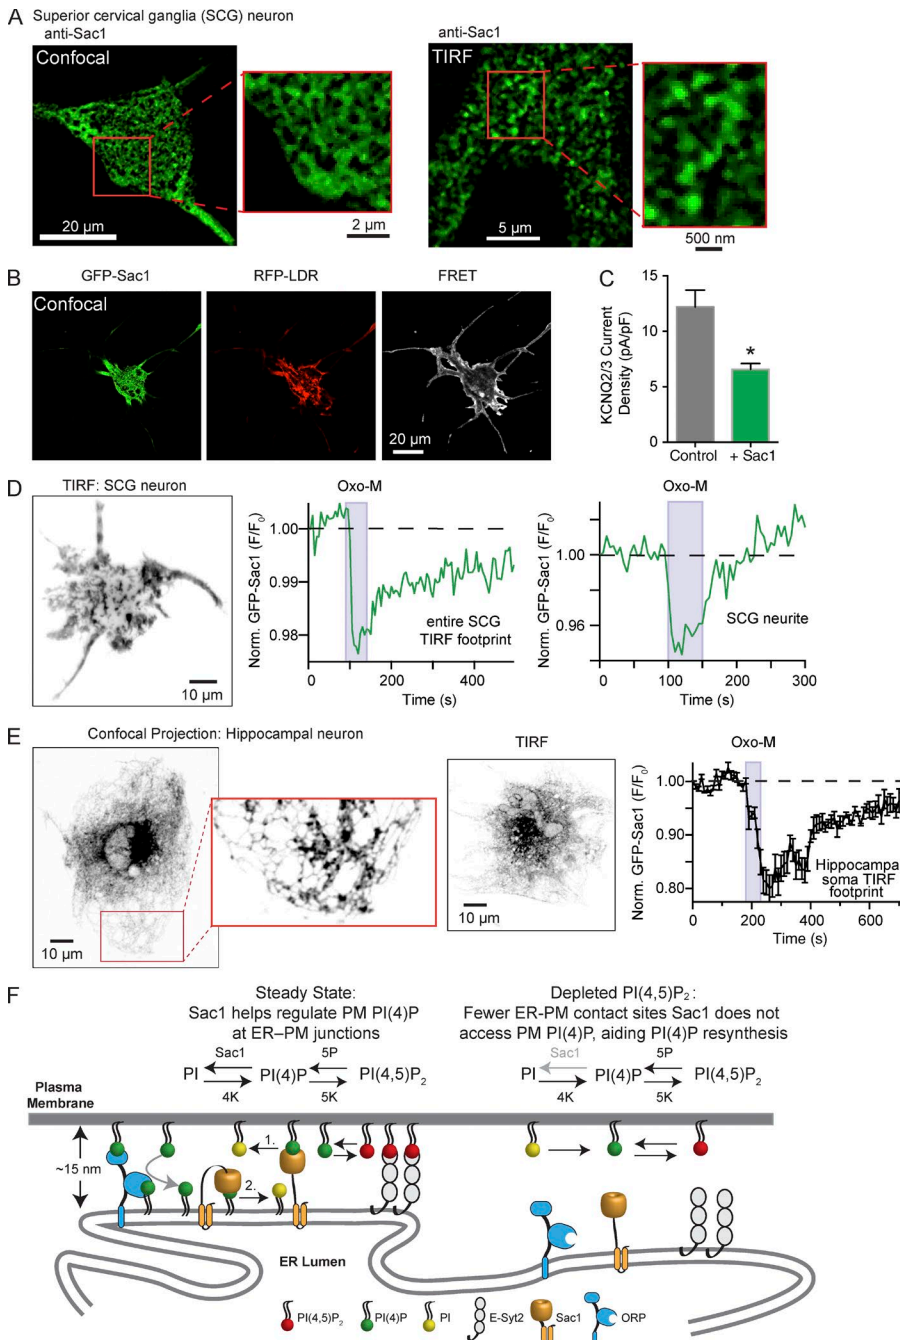 A Superior cervical ganglia (SCG) neuron
anti-Sac1
anti-Sac1
Confocal
TIRF
20 µm
2 µm
5 µm
500 nm
B GFP-Sac1 RFP-LDR FRET
Confocal
20 µm
C
KCNQ2/3 Current
Density (pA/pF)
15
10
5
0
*
Control + Sac1
D TIRF: SCG neuron
10 µm
Oxo-M
Norm. GFP-Sac1 (F/F0)
1.00
0.99
0.98
entire SCG
TIRF footprint
0 200 400
Time (s)
Oxo-M
Norm. GFP-Sac1 (F/F0)
1.00
0.96
SCG neurite
0 50 100 150 200 300
Time (s)
E Confocal Projection: Hippocampal neuron
10 µm
TIRF
10 µm
Oxo-M
Norm. GFP-Sac1 (F/F0)
1.00
0.90
0.80
Hippocampa
soma TIRF
footprint
0 200 400 600
Time (s)
F
Steady State:
Sac1 helps regulate PM PI(4)P
at ER–PM junctions
Depleted PI(4,5)P2:
Fewer ER-PM contact sites Sac1 does not
access PM PI(4)P, aiding PI(4)P resynthesis
Sac1 5P
PI PI(4)P PI(4,5)P2
4K 5K
Sac1 5P
PI PI(4)P PI(4,5)P2
4K 5K
Plasma
Membrane
~15 nm
1.
2.
ER Lumen
PI(4,5)P2 PI(4)P PI E-Syt2 Sac1 ORP